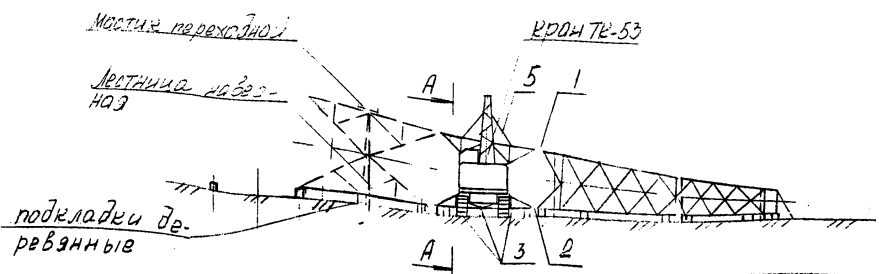 Мостик переходной
кран ТК-53
Лестница навес-
ная
А
5
1
подкладки де-
ревянные
А
3
2